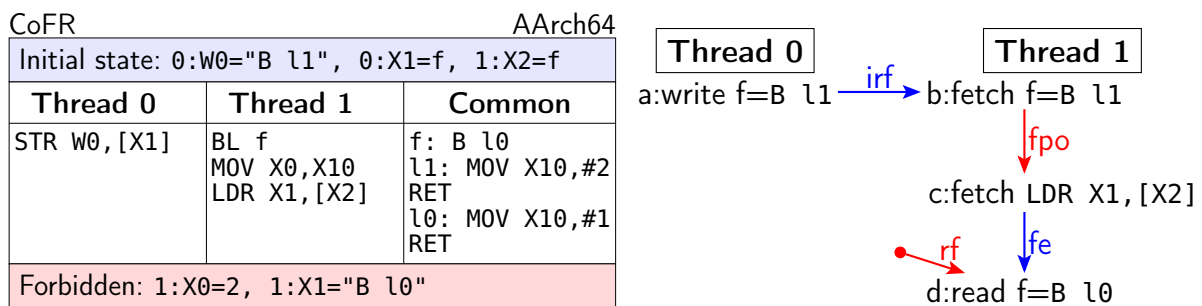 CoFR AArch64
Initial state: 0:W0="B l1", 0:X1=f, 1:X2=f
Thread 0 Thread 1 Common
STR W0,[X1] BL f f: B l0
MOV X0,X10 l1: MOV X10,#2
LDR X1,[X2] RET
l0: MOV X10,#1
RET
Forbidden: 1:X0=2, 1:X1="B l0"
Thread 0 Thread 1
a:write f=B l1 irf b:fetch f=B l1
fpo
c:fetch LDR X1,[X2]
rf fe
d:read f=B l0